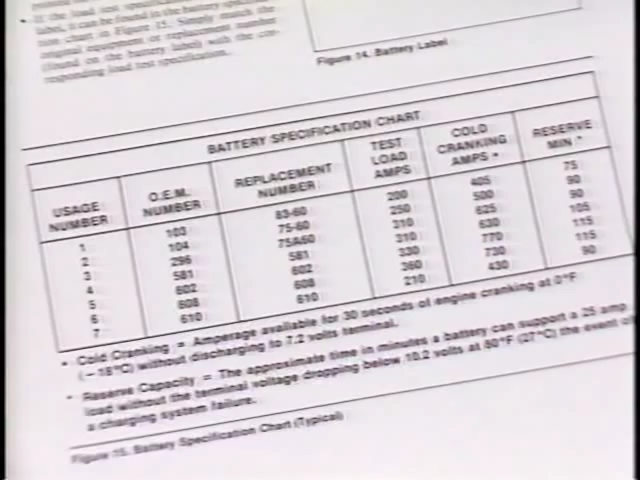 • If the load test
label, it can be found in the battery
tion chart in Figure 15. Simply match the
original equipment or replacement number
(found on the battery label) with the cor-
responding load test specification.
Figure 14. Battery Label
BATTERY SPECIFICATION CHART
USAGE NUMBER O.E.M. NUMBER REPLACEMENT NUMBER TEST LOAD AMPS COLD CRANKING AMPS * RESERVE MIN *
1 103 83-60 200 405 75
2 104 75-60 250 500 90
3 296 75A60 310 625 90
4 581 581 310 630 105
5 602 602 330 770 115
6 608 608 360 730 115
7 610 610 210 430 90
• Cold Cranking = Amperage available for 30 seconds of engine cranking at 0°F
(−18°C) without discharging to 7.2 volts terminal.
• Reserve Capacity = The approximate time in minutes a battery can support a 25 amp
load without the terminal voltage dropping below 10.2 volts at 80°F (27°C) the event of
a charging system failure.
Figure 15. Battery Specification Chart (Typical)